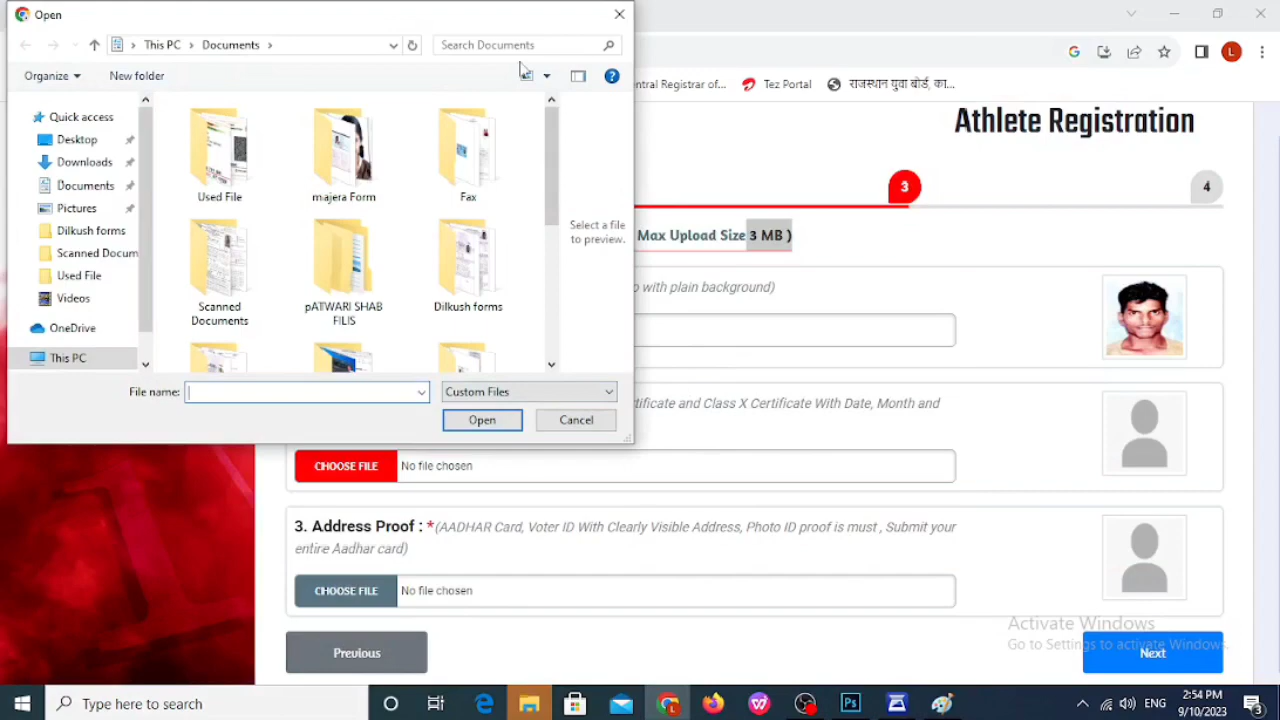 Open
This PC > Documents >
Search Documents
Organize
New folder
Quick access
Desktop
Downloads
Documents
Pictures
Dilkush forms
Scanned Docum
Used File
Videos
OneDrive
This PC
Used File
majera Form
Fax
Scanned
Documents
pATWARI SHAB
FILIS
Dilkush forms
Select a file
to preview.
File name:
Custom Files
Open
Cancel
L
entral Registrar of...
Tez Portal
राजस्थान युवा बोर्ड, का...
Athlete Registration
3
4
Max Upload Size 3 MB )
o with plain background)
tificate and Class X Certificate With Date, Month and
CHOOSE FILE
No file chosen
3. Address Proof : *(AADHAR Card, Voter ID With Clearly Visible Address, Photo ID proof is must , Submit your
entire Aadhar card)
CHOOSE FILE
No file chosen
Activate Windows
Go to Settings to activate Windows.
Previous
Next
Type here to search
Ps
ENG
2:54 PM
9/10/2023
3